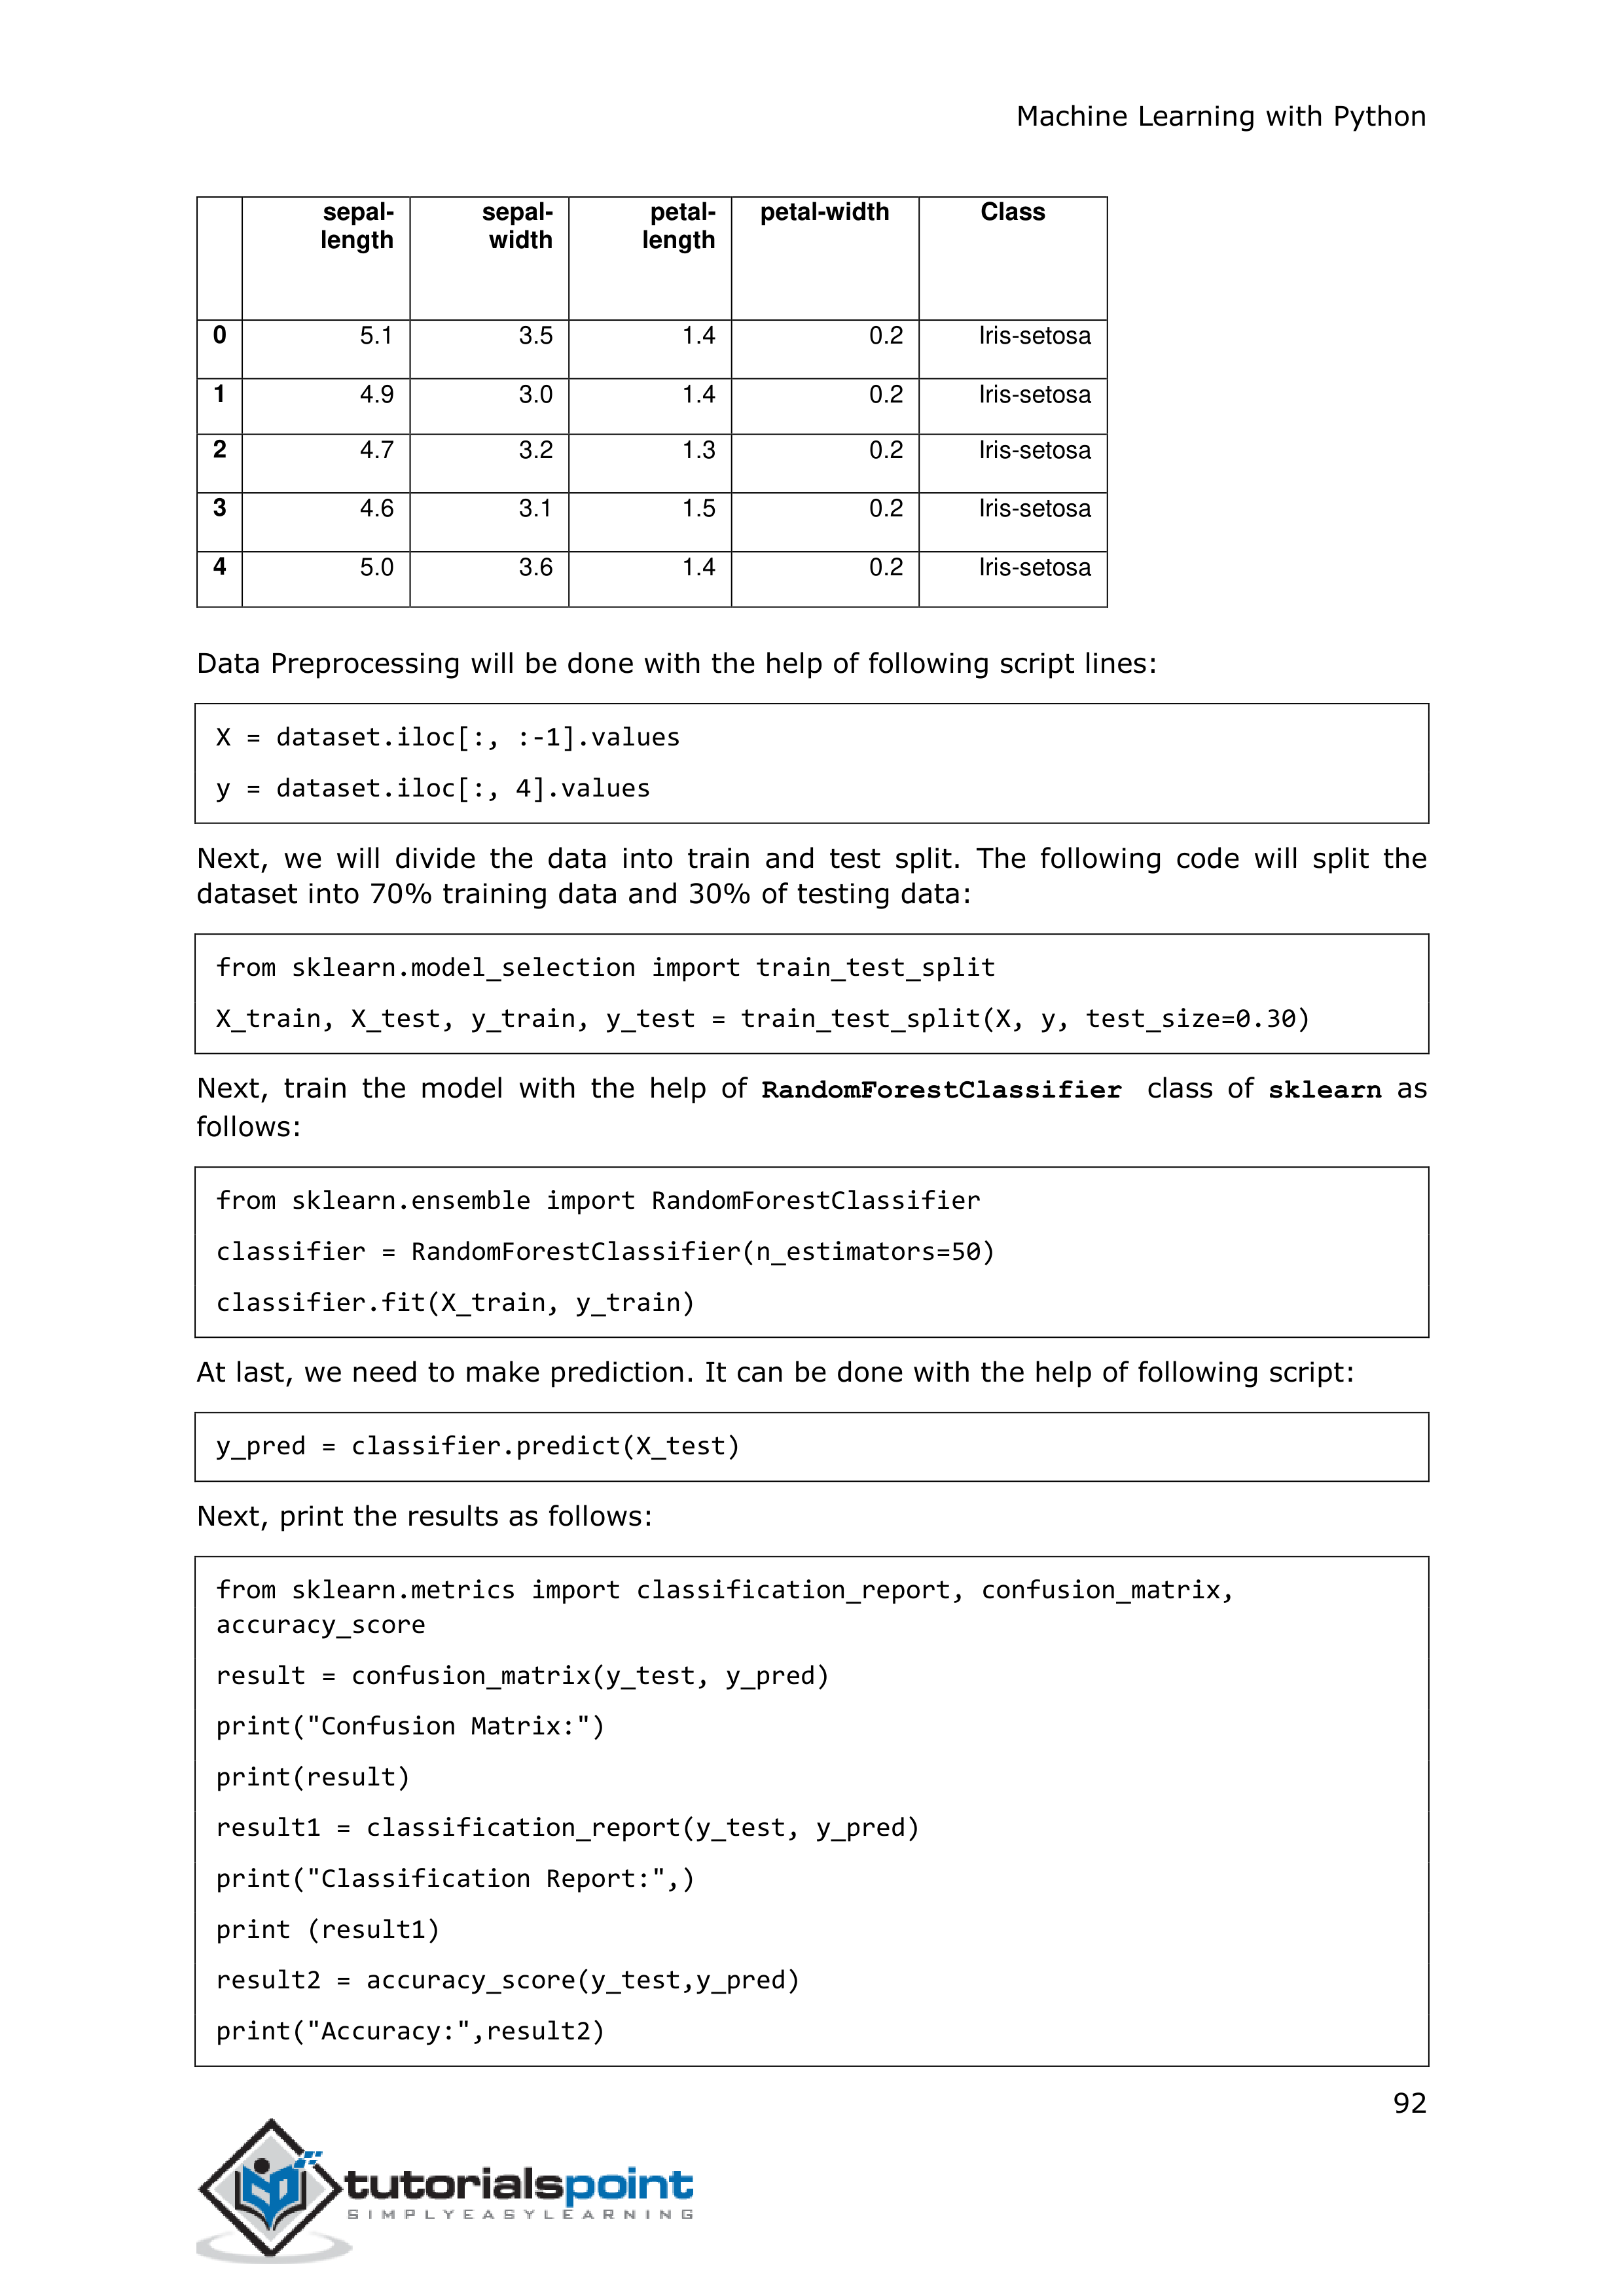 Machine Learning with Python
sepal-length sepal-width petal-length petal-width Class
0 5.1 3.5 1.4 0.2 Iris-setosa
1 4.9 3.0 1.4 0.2 Iris-setosa
2 4.7 3.2 1.3 0.2 Iris-setosa
3 4.6 3.1 1.5 0.2 Iris-setosa
4 5.0 3.6 1.4 0.2 Iris-setosa
Data Preprocessing will be done with the help of following script lines:
X = dataset.iloc[:, :-1].values
y = dataset.iloc[:, 4].values
Next, we will divide the data into train and test split. The following code will split the
dataset into 70% training data and 30% of testing data:
from sklearn.model_selection import train_test_split
X_train, X_test, y_train, y_test = train_test_split(X, y, test_size=0.30)
Next, train the model with the help of RandomForestClassifier class of sklearn as
follows:
from sklearn.ensemble import RandomForestClassifier
classifier = RandomForestClassifier(n_estimators=50)
classifier.fit(X_train, y_train)
At last, we need to make prediction. It can be done with the help of following script:
y_pred = classifier.predict(X_test)
Next, print the results as follows:
from sklearn.metrics import classification_report, confusion_matrix,
accuracy_score
result = confusion_matrix(y_test, y_pred)
print("Confusion Matrix:")
print(result)
result1 = classification_report(y_test, y_pred)
print("Classification Report:",)
print (result1)
result2 = accuracy_score(y_test,y_pred)
print("Accuracy:",result2)
92
tutorialspoint
SIMPLYEASYLEARNING